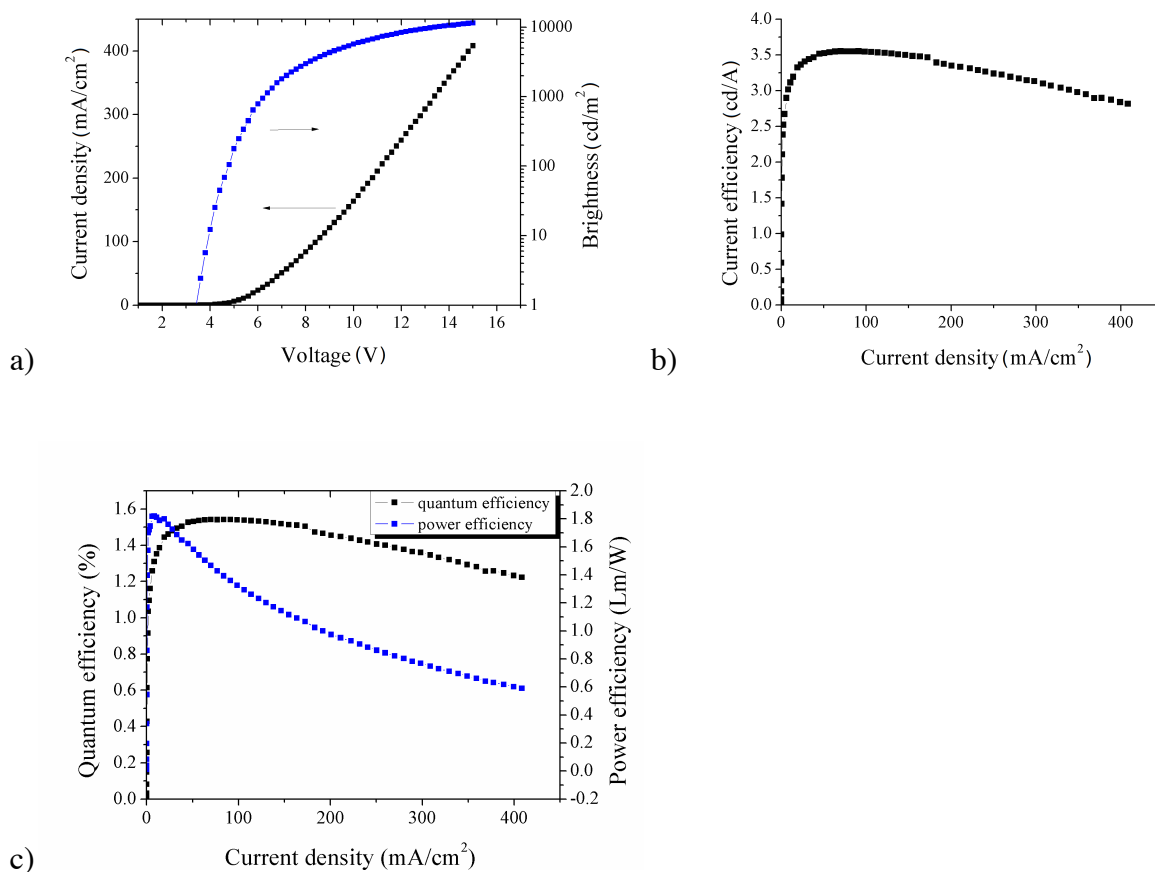 400
300
200
100
0
Current density (mA/cm²)
10000
1000
100
10
1
Brightness (cd/m²)
2 4 6 8 10 12 14 16
Voltage (V)
a)
4.0
3.5
3.0
2.5
2.0
1.5
1.0
0.5
0.0
Current efficiency (cd/A)
0 100 200 300 400
Current density (mA/cm²)
b)
quantum efficiency
power efficiency
1.6
1.4
1.2
1.0
0.8
0.6
0.4
0.2
0.0
Quantum efficiency (%)
2.0
1.8
1.6
1.4
1.2
1.0
0.8
0.6
0.4
0.2
0.0
-0.2
Power efficiency (Lm/W)
0 100 200 300 400
Current density (mA/cm²)
c)